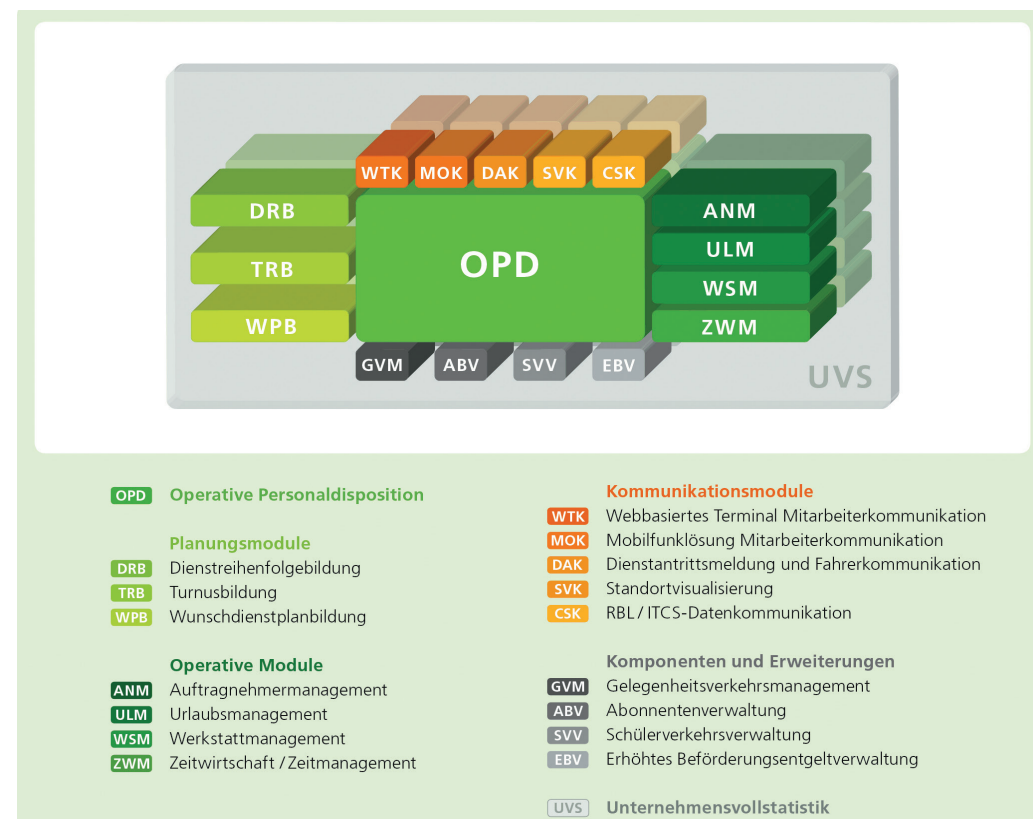 WTK MOK DAK SVK CSK
DRB
TRB
WPB
OPD
ANM
ULM
WSM
ZWM
GVM ABV SVV EBV
UVS
OPD Operative Personaldisposition
Planungsmodule
DRB Dienstreihenfolgebildung
TRB Turnusbildung
WPB Wunschdienstplanbildung
Operative Module
ANM Auftragnehmermanagement
ULM Urlaubsmanagement
WSM Werkstattmanagement
ZWM Zeitwirtschaft / Zeitmanagement
Kommunikationsmodule
WTK Webbasiertes Terminal Mitarbeiterkommunikation
MOK Mobilfunklösung Mitarbeiterkommunikation
DAK Dienstantrittsmeldung und Fahrerkommunikation
SVK Standortvisualisierung
CSK RBL / ITCS-Datenkommunikation
Komponenten und Erweiterungen
GVM Gelegenheitsverkehrsmanagement
ABV Abonnentenverwaltung
SVV Schülerverkehrsverwaltung
EBV Erhöhtes Beförderungsentgeltverwaltung
UVS Unternehmensvollstatistik